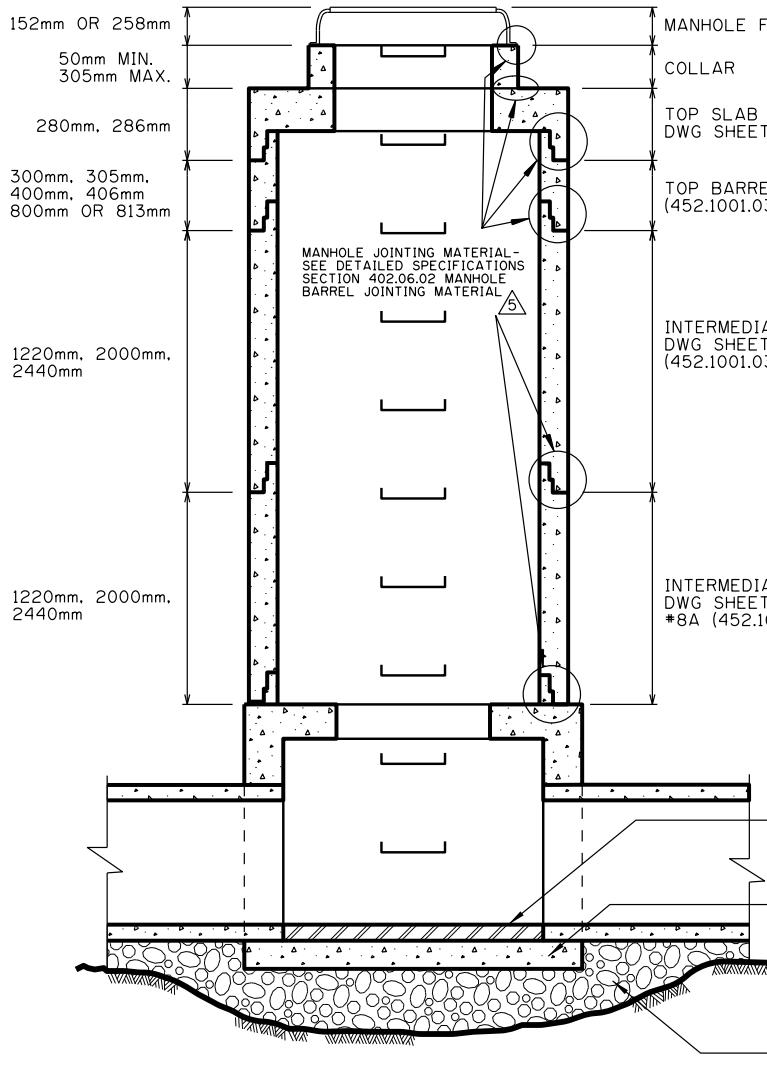 152mm OR 258mm
50mm MIN.
305mm MAX.
280mm, 286mm
300mm, 305mm,
400mm, 406mm
800mm OR 813mm
1220mm, 2000mm,
2440mm
1220mm, 2000mm,
2440mm
MANHOLE JOINTING MATERIAL-
SEE DETAILED SPECIFICATIONS
SECTION 402.06.02 MANHOLE
BARREL JOINTING MATERIAL
5
MANHOLE F
COLLAR
TOP SLAB
DWG SHEET
TOP BARRE
(452.1001.03
INTERMEDIA
DWG SHEET
(452.1001.03
INTERMEDIA
DWG SHEET
#8A (452.10